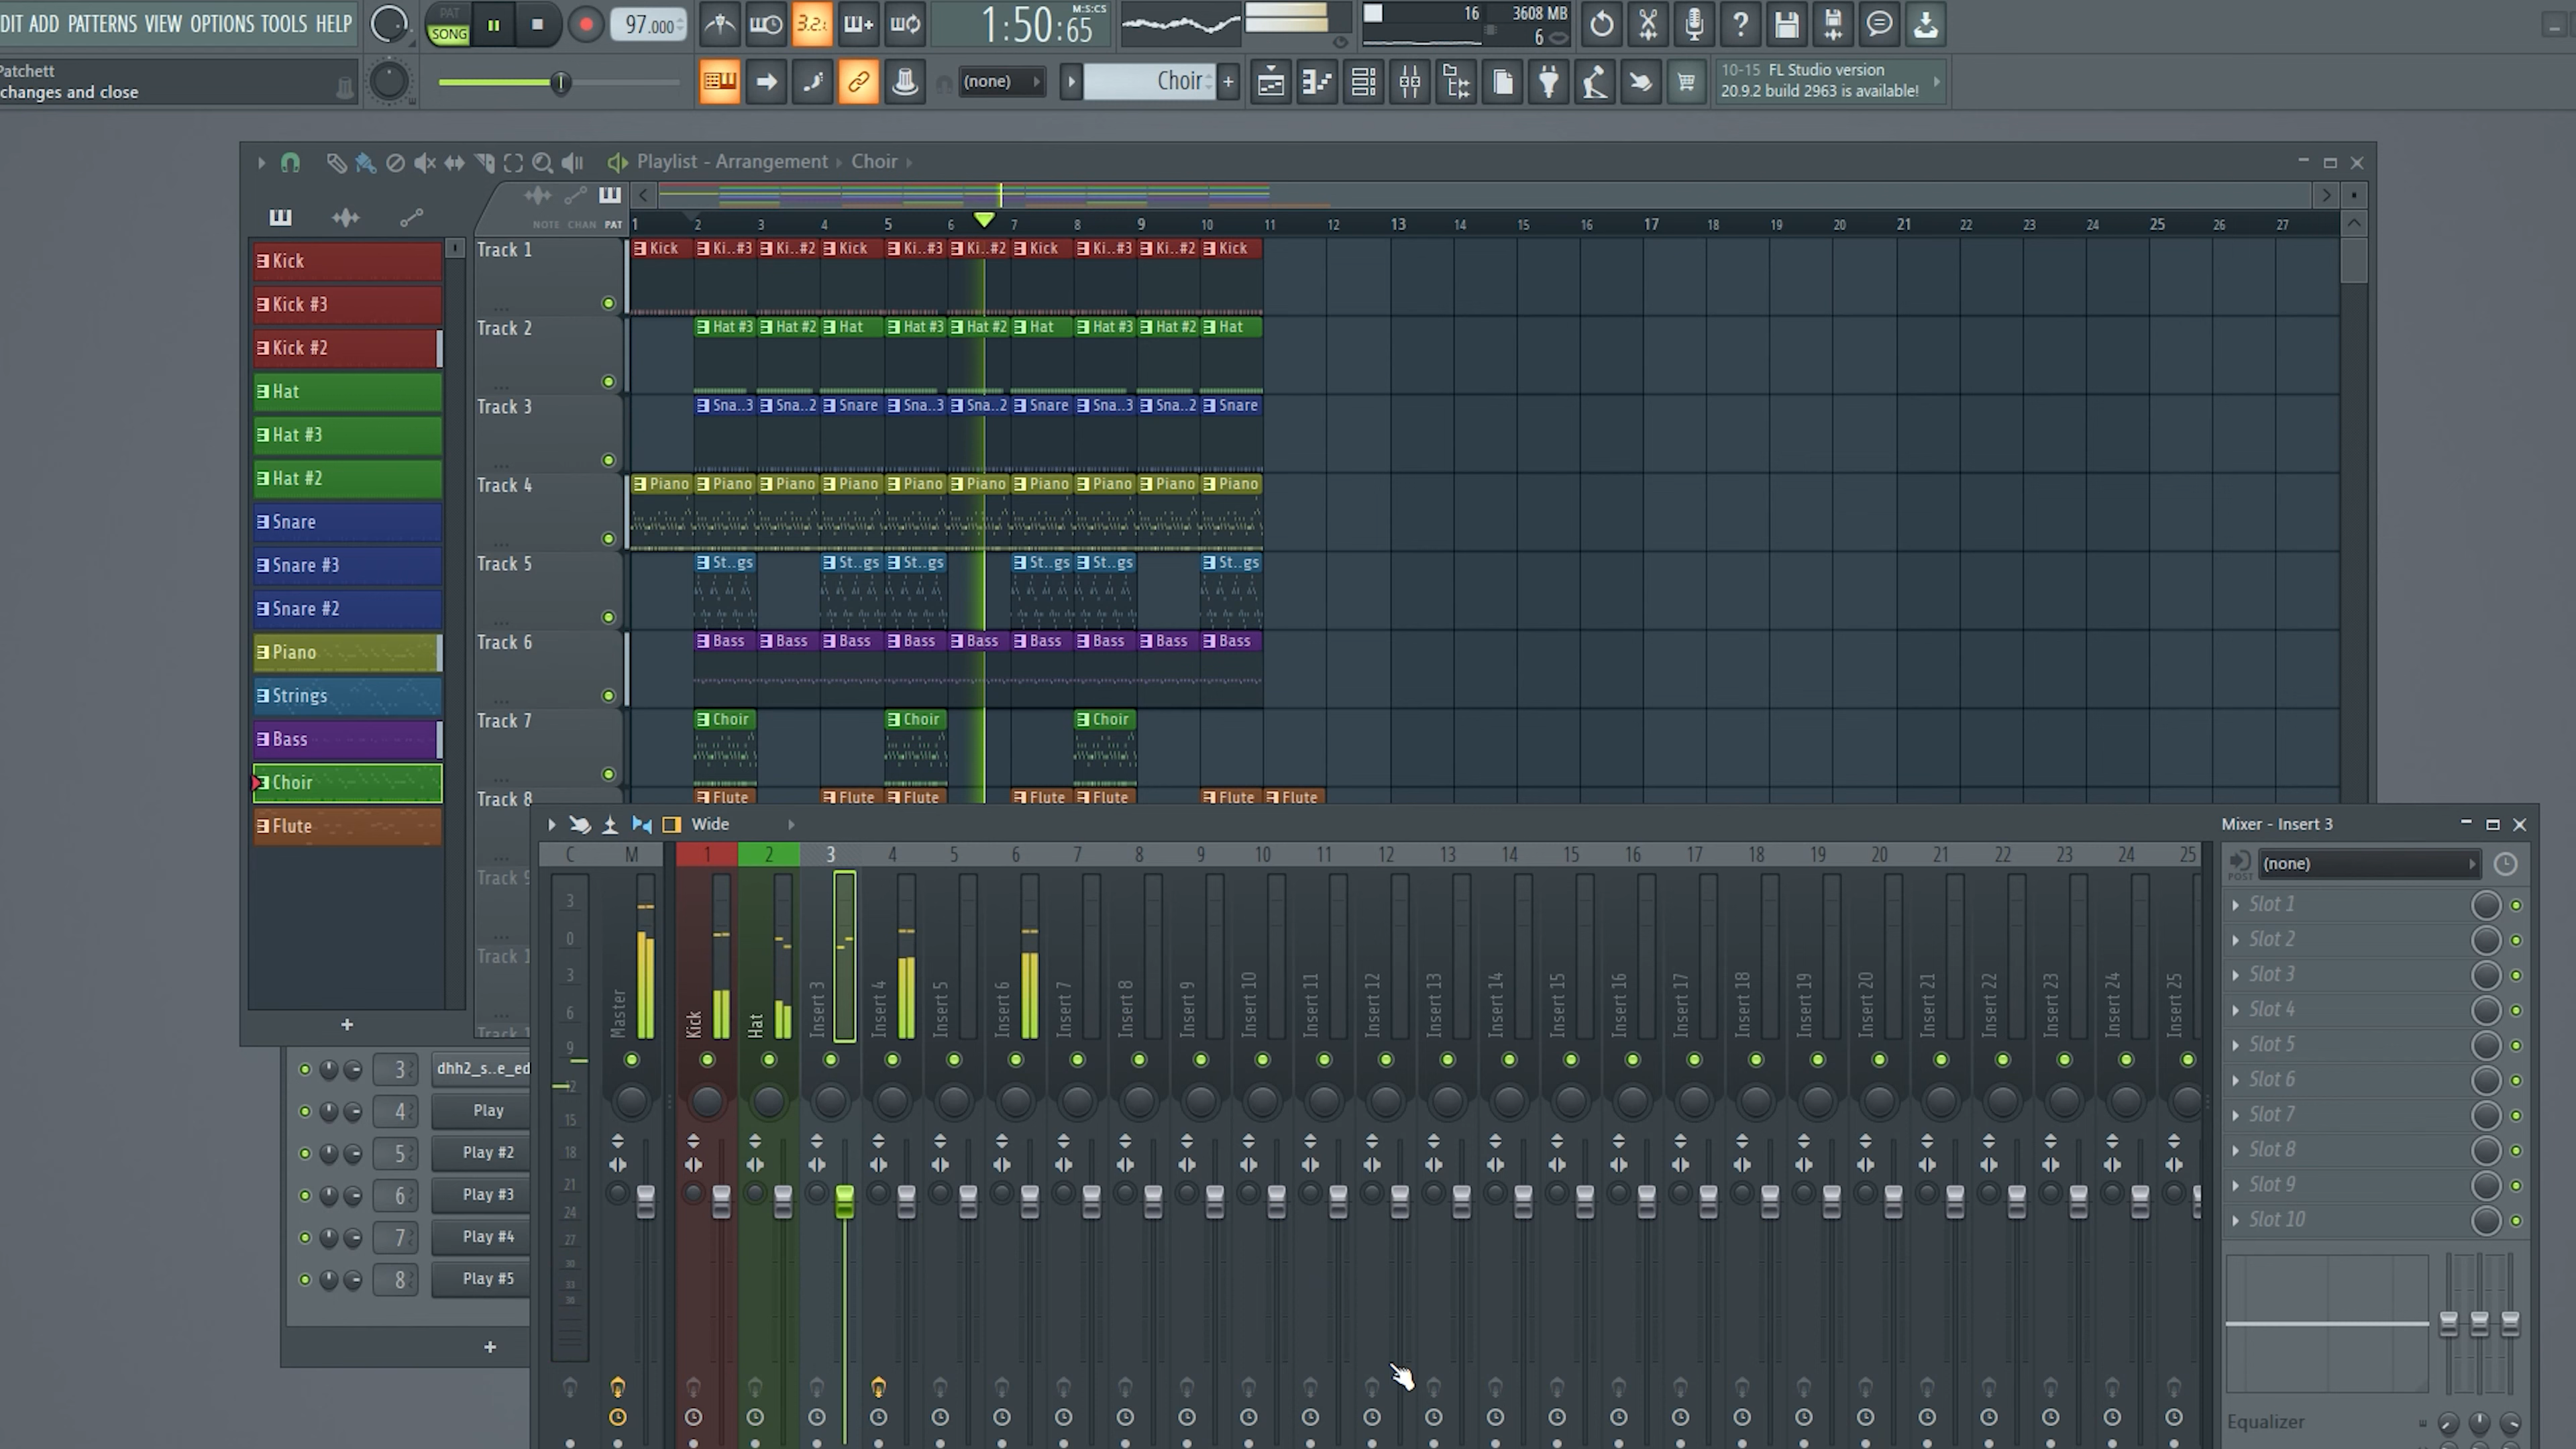 DIT ADD PATTERNS VIEW OPTIONS TOOLS HELP
PAT
SONG
97.000
3.2.
1:50:65
M:S:CS
16
3608 MB
6
Patchett
changes and close
(none)
Choir
10-15 FL Studio version
20.9.2 build 2963 is available!
Playlist - Arrangement Choir
NOTE CHAN PAT
1 2 3 4 5 6 7 8 9 10 11 12 13 14 15 16 17 18 19 20 21 22 23 24 25 26 27
Kick
Kick #3
Kick #2
Hat
Hat #3
Hat #2
Snare
Snare #3
Snare #2
Piano
Strings
Bass
Choir
Flute
Track 1
Kick Ki..#3 Ki..#2 Kick Ki..#3 Ki..#2 Kick Ki..#3 Ki..#2 Kick
Track 2
Hat #3 Hat #2 Hat Hat #3 Hat #2 Hat Hat #3 Hat #2 Hat
Track 3
Sna..3 Sna..2 Snare Sna..3 Sna..2 Snare Sna..3 Sna..2 Snare
Track 4
Piano Piano Piano Piano Piano Piano Piano Piano Piano Piano
Track 5
St..gs St..gs St..gs St..gs St..gs St..gs
Track 6
Bass Bass Bass Bass Bass Bass Bass Bass Bass
Track 7
Choir Choir Choir
Track 8
Flute Flute Flute Flute Flute Flute Flute
Track 9
Track 1
Track 1
3 dhh2_s..e_ed
4 Play
5 Play #2
6 Play #3
7 Play #4
8 Play #5
Wide
Mixer - Insert 3
C M 1 2 3 4 5 6 7 8 9 10 11 12 13 14 15 16 17 18 19 20 21 22 23 24 25
3
0
3
6
9
12
15
18
21
24
27
30
33
36
Master
Kick
Hat
Insert 3
Insert 4
Insert 5
Insert 6
Insert 7
Insert 8
Insert 9
Insert 10
Insert 11
Insert 12
Insert 13
Insert 14
Insert 15
Insert 16
Insert 17
Insert 18
Insert 19
Insert 20
Insert 21
Insert 22
Insert 23
Insert 24
Insert 25
POST
(none)
Slot 1
Slot 2
Slot 3
Slot 4
Slot 5
Slot 6
Slot 7
Slot 8
Slot 9
Slot 10
Equalizer